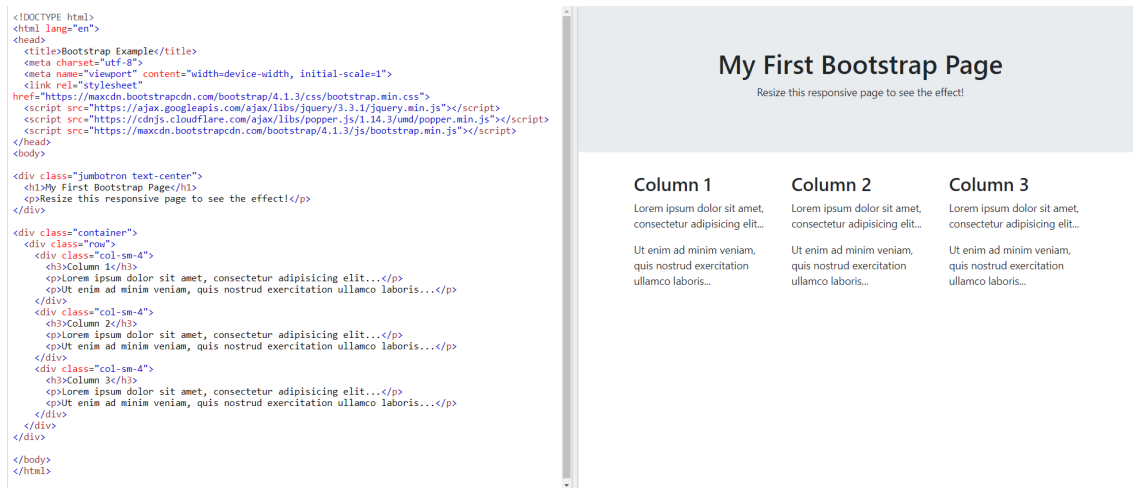 <!DOCTYPE html>
<html lang="en">
<head>
  <title>Bootstrap Example</title>
  <meta charset="utf-8">
  <meta name="viewport" content="width=device-width, initial-scale=1">
  <link rel="stylesheet"
href="https://maxcdn.bootstrapcdn.com/bootstrap/4.1.3/css/bootstrap.min.css">
  <script src="https://ajax.googleapis.com/ajax/libs/jquery/3.3.1/jquery.min.js"></script>
  <script src="https://cdnjs.cloudflare.com/ajax/libs/popper.js/1.14.3/umd/popper.min.js"></script>
  <script src="https://maxcdn.bootstrapcdn.com/bootstrap/4.1.3/js/bootstrap.min.js"></script>
</head>
<body>

<div class="jumbotron text-center">
  <h1>My First Bootstrap Page</h1>
  <p>Resize this responsive page to see the effect!</p>
</div>

<div class="container">
  <div class="row">
    <div class="col-sm-4">
      <h3>Column 1</h3>
      <p>Lorem ipsum dolor sit amet, consectetur adipisicing elit...</p>
      <p>Ut enim ad minim veniam, quis nostrud exercitation ullamco laboris...</p>
    </div>
    <div class="col-sm-4">
      <h3>Column 2</h3>
      <p>Lorem ipsum dolor sit amet, consectetur adipisicing elit...</p>
      <p>Ut enim ad minim veniam, quis nostrud exercitation ullamco laboris...</p>
    </div>
    <div class="col-sm-4">
      <h3>Column 3</h3>
      <p>Lorem ipsum dolor sit amet, consectetur adipisicing elit...</p>
      <p>Ut enim ad minim veniam, quis nostrud exercitation ullamco laboris...</p>
    </div>
  </div>
</div>

</body>
</html>
My First Bootstrap Page
Resize this responsive page to see the effect!
Column 1
Lorem ipsum dolor sit amet,
consectetur adipisicing elit...
Ut enim ad minim veniam,
quis nostrud exercitation
ullamco laboris...
Column 2
Lorem ipsum dolor sit amet,
consectetur adipisicing elit...
Ut enim ad minim veniam,
quis nostrud exercitation
ullamco laboris...
Column 3
Lorem ipsum dolor sit amet,
consectetur adipisicing elit...
Ut enim ad minim veniam,
quis nostrud exercitation
ullamco laboris...